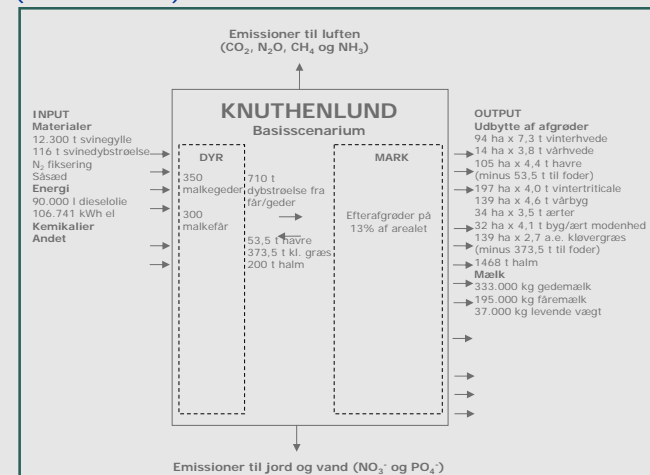 Emissioner til luften
(CO2, N2O, CH4 og NH3)
KNUTHENLUND
Basisscenarium
INPUT
Materialer
12.300 t svinegylle
116 t svinedybstrøelse
N2 fiksering
Såsæd
Energi
90.000 l dieselolie
106.741 kWh el
Kemikalier
Andet
DYR
350
malkegeder
300
malkefår
710 t
dybstrøelse fra
får/geder
53,5 t havre
373,5 t kl. græs
200 t halm
MARK
Efterafgrøder på
13% af arealet
OUTPUT
Udbytte af afgrøder
94 ha x 7,3 t vinterhvede
14 ha x 3,8 t vårhvede
105 ha x 4,4 t havre
(minus 53,5 t til foder)
197 ha x 4,0 t vintertriticale
139 ha x 4,6 t vårbyg
34 ha x 3,5 t ærter
32 ha x 4,1 t byg/ært modenhed
139 ha x 2,7 a.e. kløvergræs
(minus 373,5 t til foder)
1468 t halm
Mælk
333.000 kg gedemælk
195.000 kg fåremælk
37.000 kg levende vægt
Emissioner til jord og vand (NO3- og PO4-)